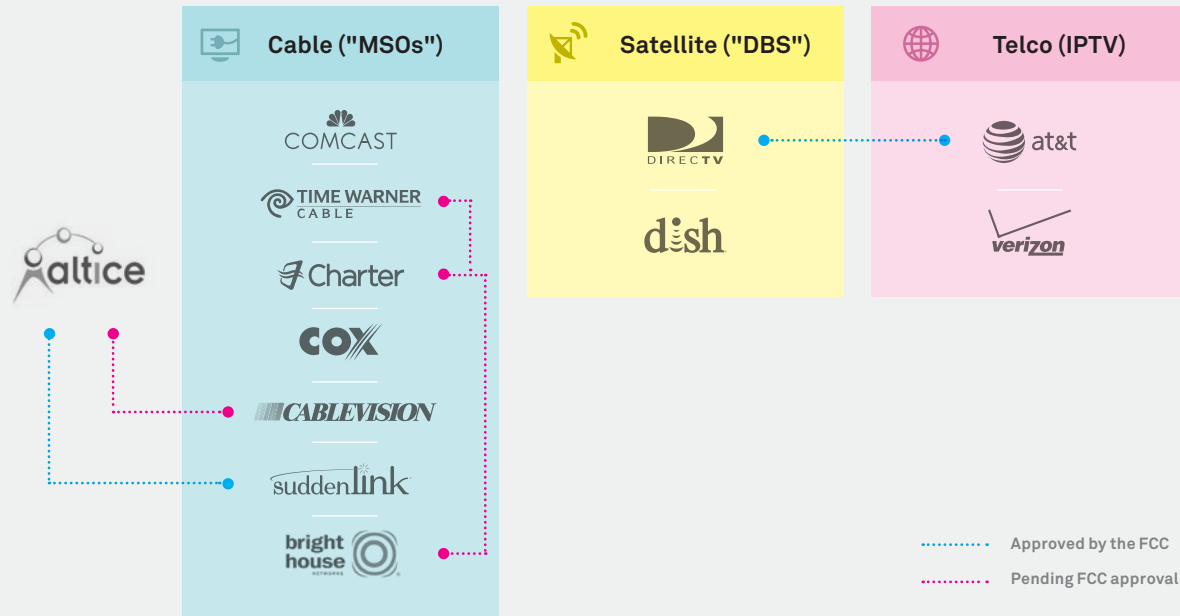 Cable ("MSOs")
Satellite ("DBS")
Telco (IPTV)
COMCAST
TIME WARNER
CABLE
Charter
COX
CABLEVISION
suddenlink
bright
house
NETWORKS
altice
DIRECTV
dish
at&t
verizon
Approved by the FCC
Pending FCC approval